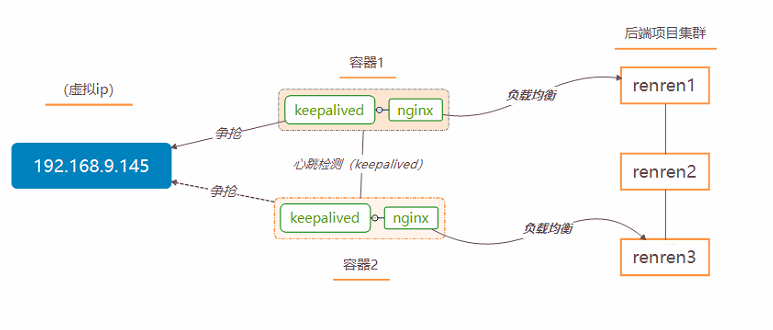 后端项目集群
容器1
(虚拟ip)
keepalived
nginx
负载均衡
renren1
争抢
192.168.9.145
心跳检测（keepalived）
renren2
争抢
keepalived
nginx
负载均衡
renren3
容器2